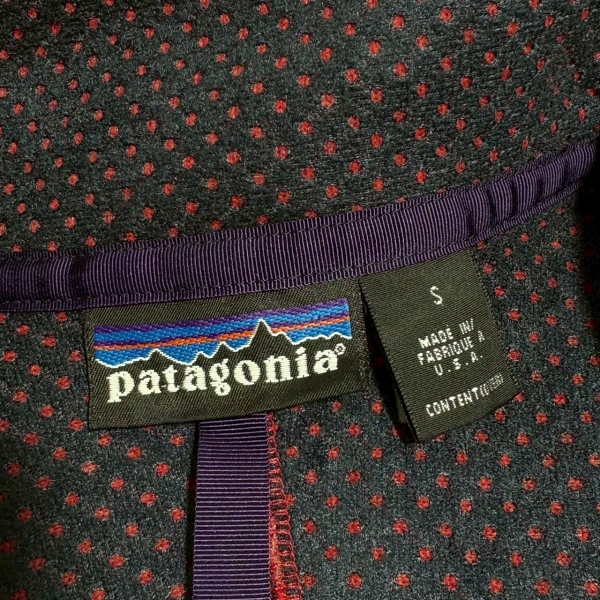 patagonia®
S
MADE IN/
FABRIQUE A
U.S.A.
CONTENT